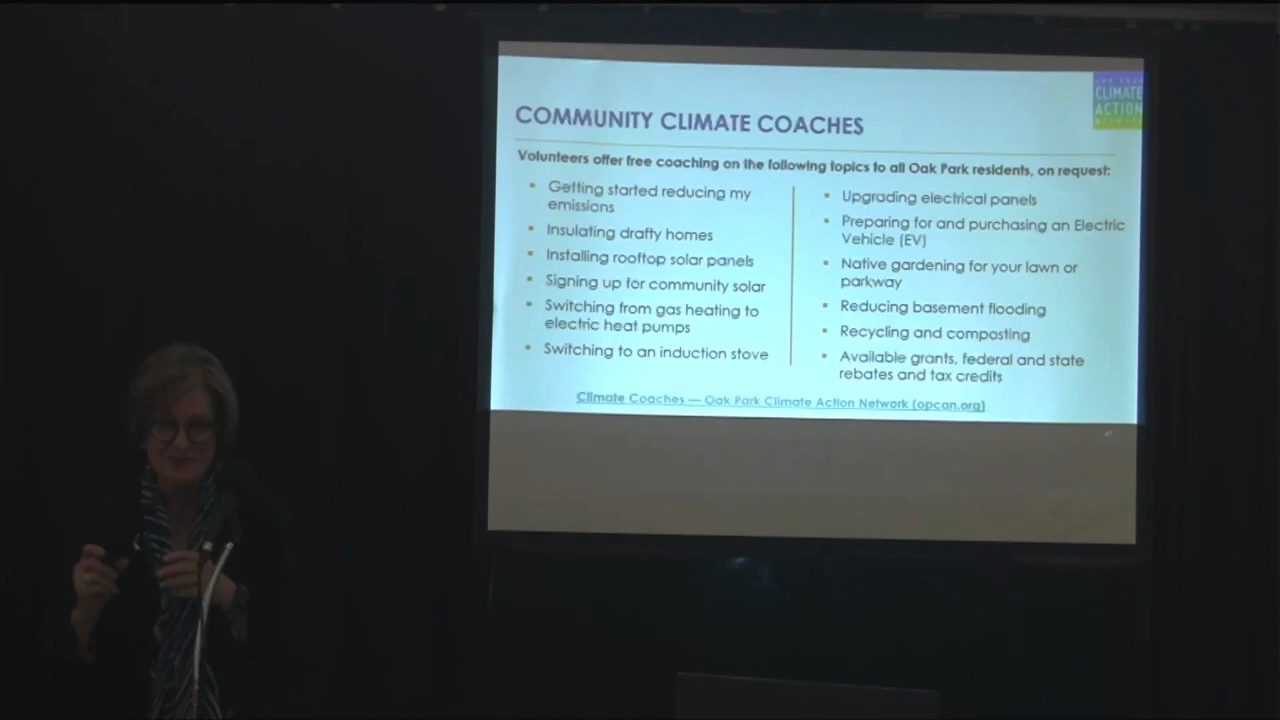 OAK PARK
CLIMATE
ACTION
NETWORK
COMMUNITY CLIMATE COACHES
Volunteers offer free coaching on the following topics to all Oak Park residents, on request:
Getting started reducing my
emissions
Insulating drafty homes
Installing rooftop solar panels
Signing up for community solar
Switching from gas heating to
electric heat pumps
Switching to an induction stove
Upgrading electrical panels
Preparing for and purchasing an Electric
Vehicle (EV)
Native gardening for your lawn or
parkway
Reducing basement flooding
Recycling and composting
Available grants, federal and state
rebates and tax credits
Climate Coaches — Oak Park Climate Action Network (opcan.org)